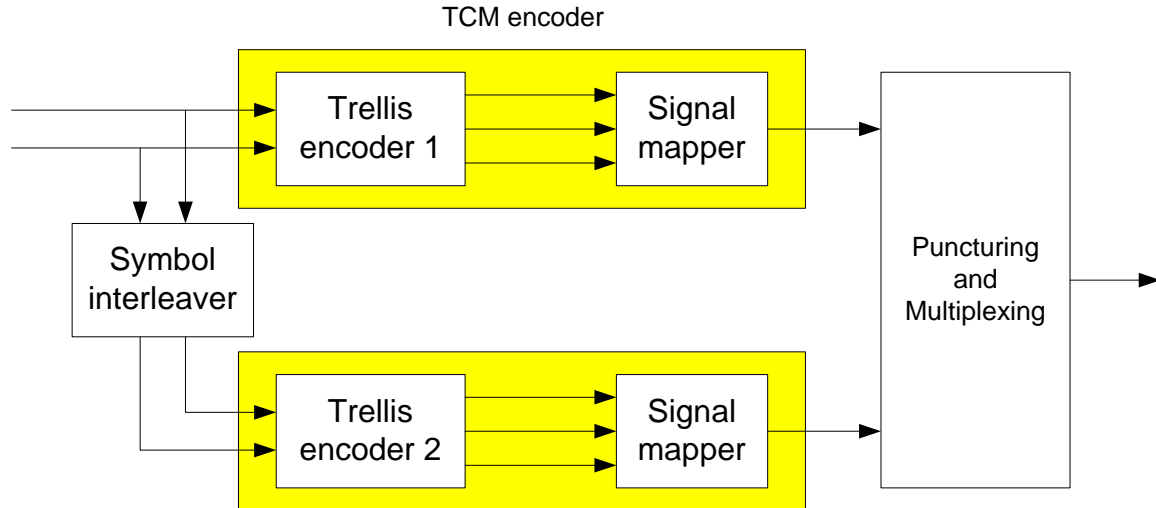 TCM encoder
Trellis
encoder 1
Signal
mapper
Symbol
interleaver
Puncturing
and
Multiplexing
Trellis
encoder 2
Signal
mapper